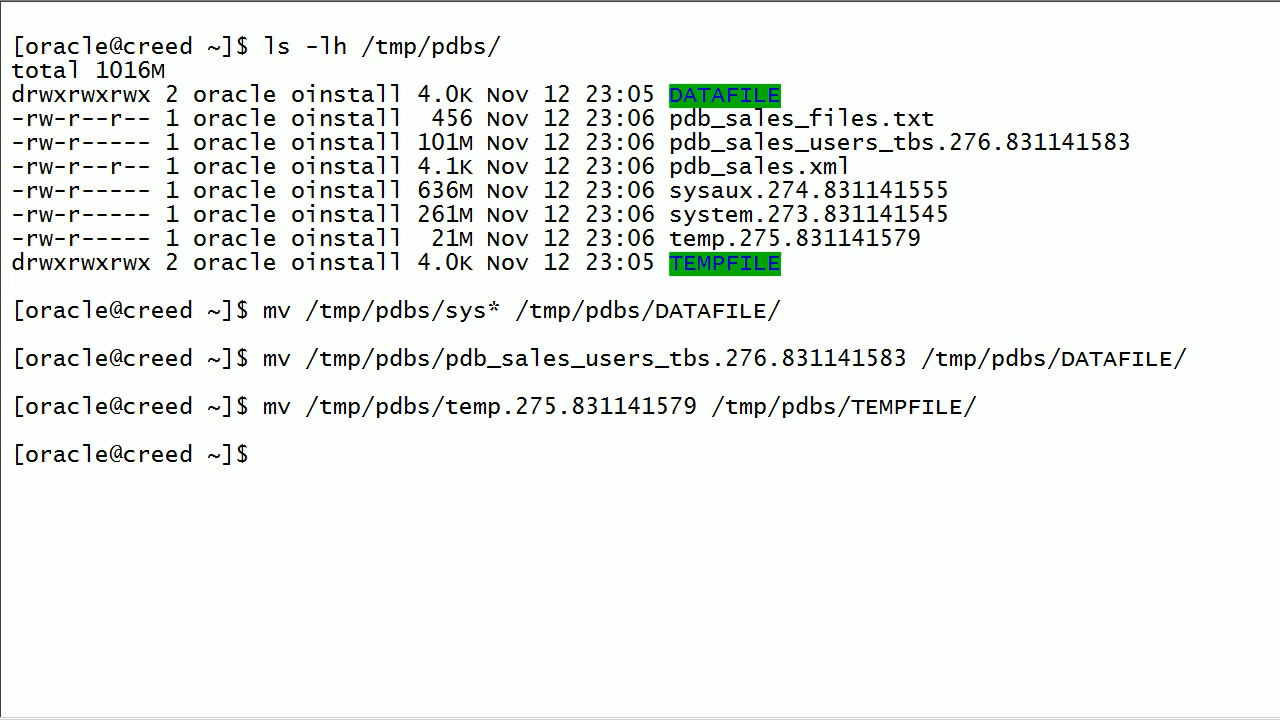 [oracle@creed ~]$ ls -lh /tmp/pdbs/
total 1016M
drwxrwxrwx 2 oracle oinstall 4.0K Nov 12 23:05 DATAFILE
-rw-r--r-- 1 oracle oinstall  456 Nov 12 23:06 pdb_sales_files.txt
-rw-r----- 1 oracle oinstall 101M Nov 12 23:06 pdb_sales_users_tbs.276.831141583
-rw-r--r-- 1 oracle oinstall 4.1K Nov 12 23:06 pdb_sales.xml
-rw-r----- 1 oracle oinstall 636M Nov 12 23:06 sysaux.274.831141555
-rw-r----- 1 oracle oinstall 261M Nov 12 23:06 system.273.831141545
-rw-r----- 1 oracle oinstall  21M Nov 12 23:06 temp.275.831141579
drwxrwxrwx 2 oracle oinstall 4.0K Nov 12 23:05 TEMPFILE
[oracle@creed ~]$ mv /tmp/pdbs/sys* /tmp/pdbs/DATAFILE/
[oracle@creed ~]$ mv /tmp/pdbs/pdb_sales_users_tbs.276.831141583 /tmp/pdbs/DATAFILE/
[oracle@creed ~]$ mv /tmp/pdbs/temp.275.831141579 /tmp/pdbs/TEMPFILE/
[oracle@creed ~]$